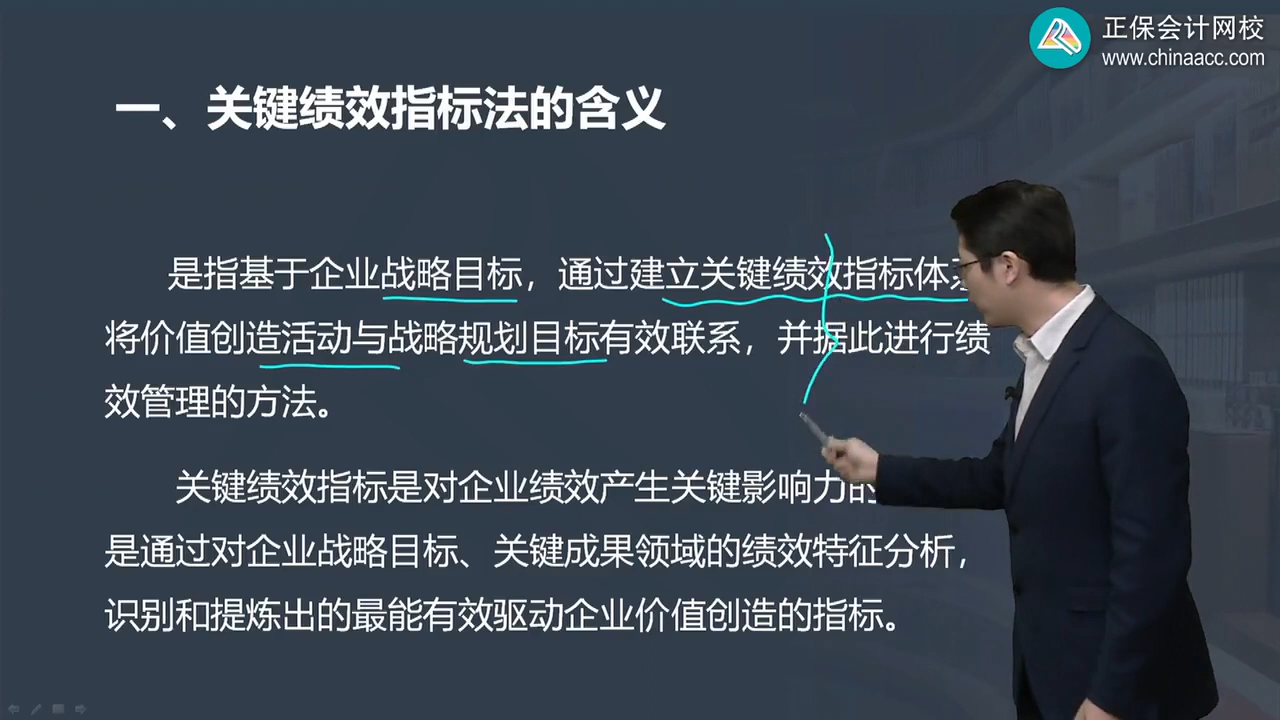 正保会计网校
www.chinaacc.com
一、关键绩效指标法的含义
是指基于企业战略目标，通过建立关键绩效指标体系
将价值创造活动与战略规划目标有效联系，并据此进行绩
效管理的方法。
关键绩效指标是对企业绩效产生关键影响力的
是通过对企业战略目标、关键成果领域的绩效特征分析，
识别和提炼出的最能有效驱动企业价值创造的指标。